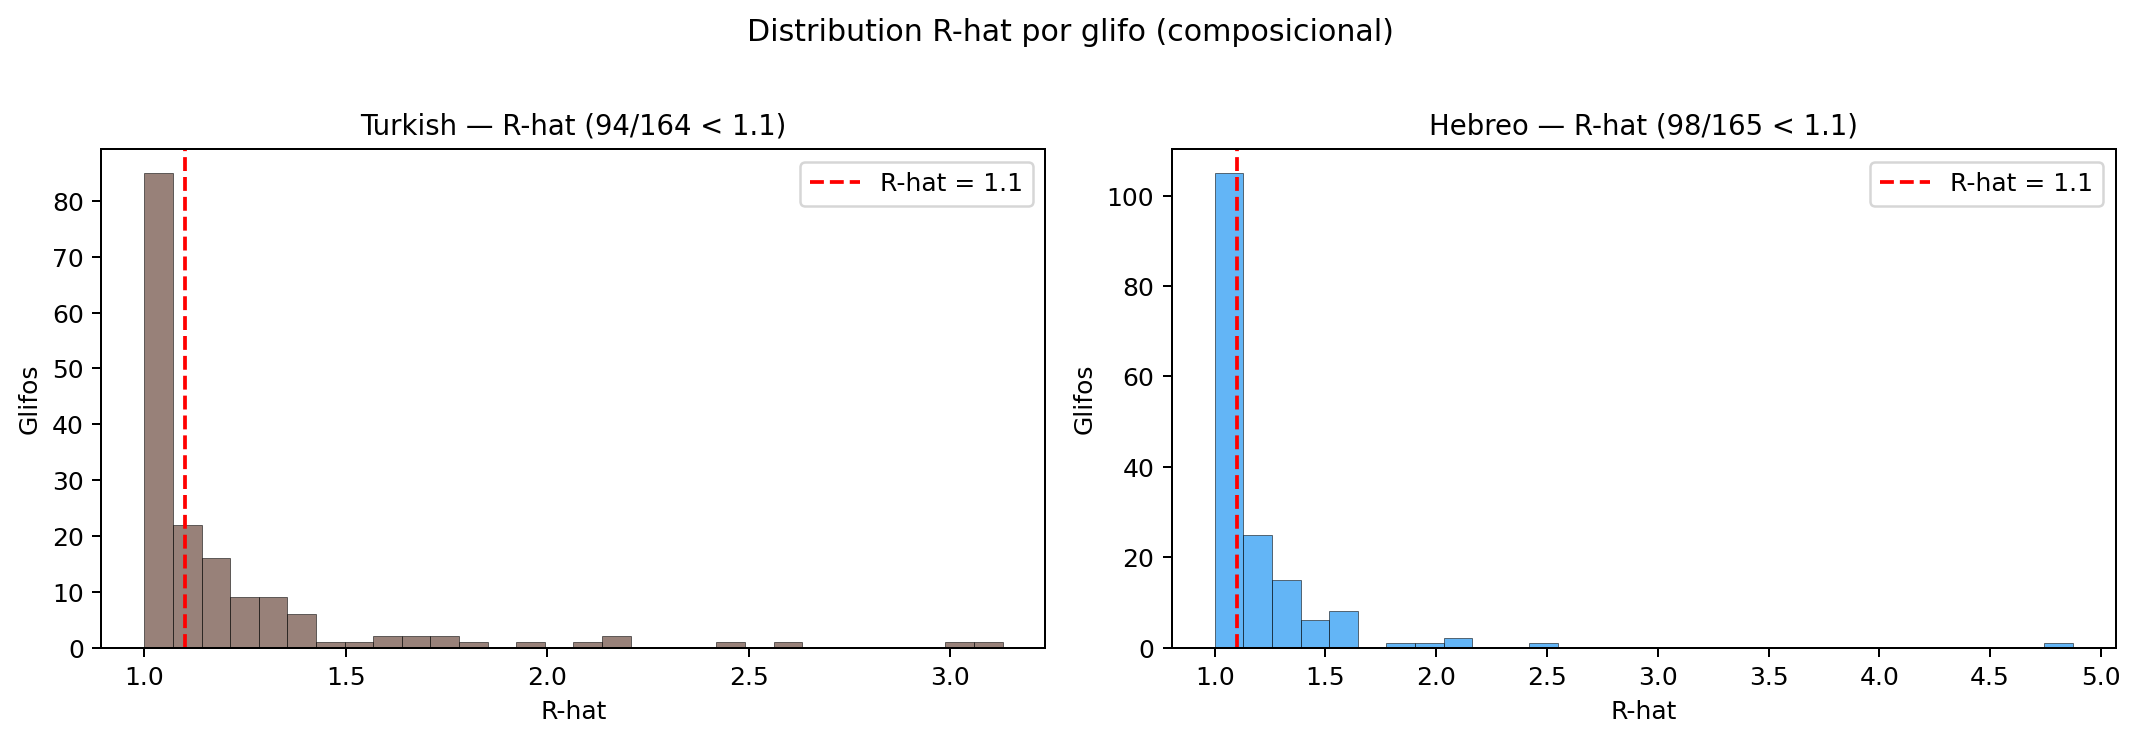 Distribution R-hat por glifo (composicional)
Turkish — R-hat (94/164 < 1.1)
R-hat = 1.1
Glifos
80
70
60
50
40
30
20
10
0
1.0 1.5 2.0 2.5 3.0
R-hat
Hebreo — R-hat (98/165 < 1.1)
R-hat = 1.1
Glifos
100
80
60
40
20
0
1.0 1.5 2.0 2.5 3.0 3.5 4.0 4.5 5.0
R-hat